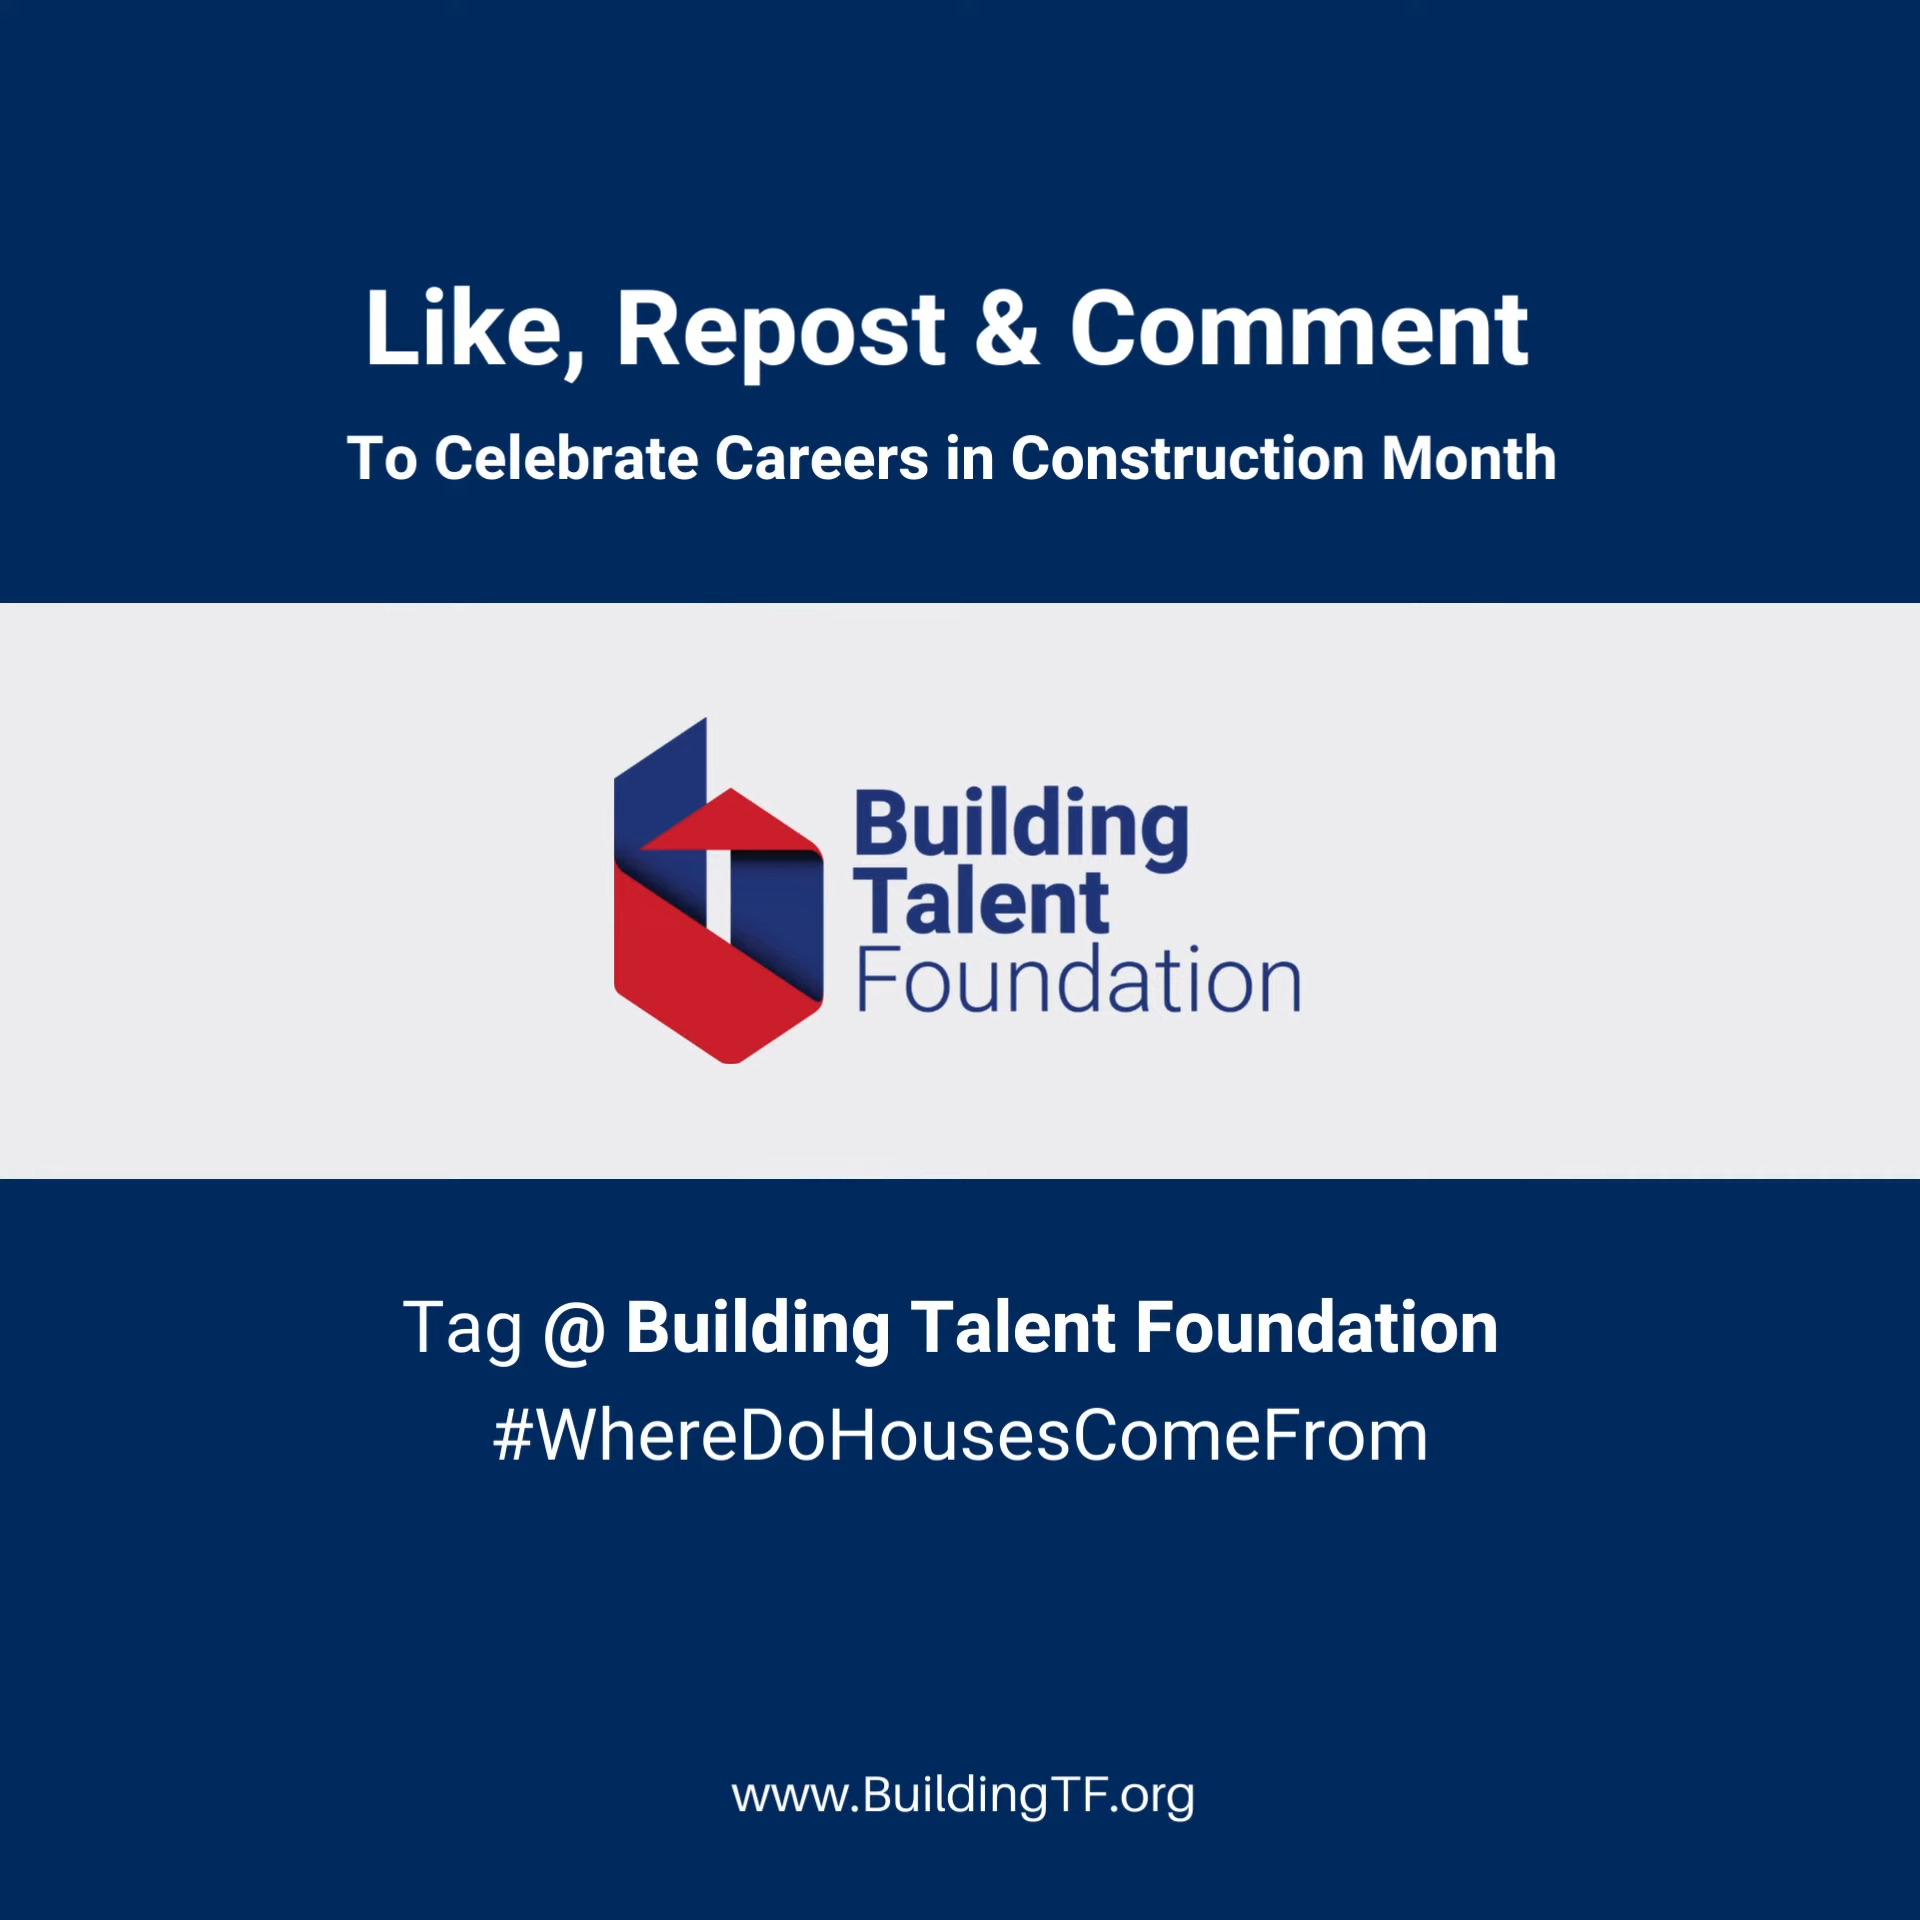 Like, Repost & Comment
To Celebrate Careers in Construction Month
Building
Talent
Foundation
Tag @ Building Talent Foundation
#WhereDoHousesComeFrom
www.BuildingTF.org